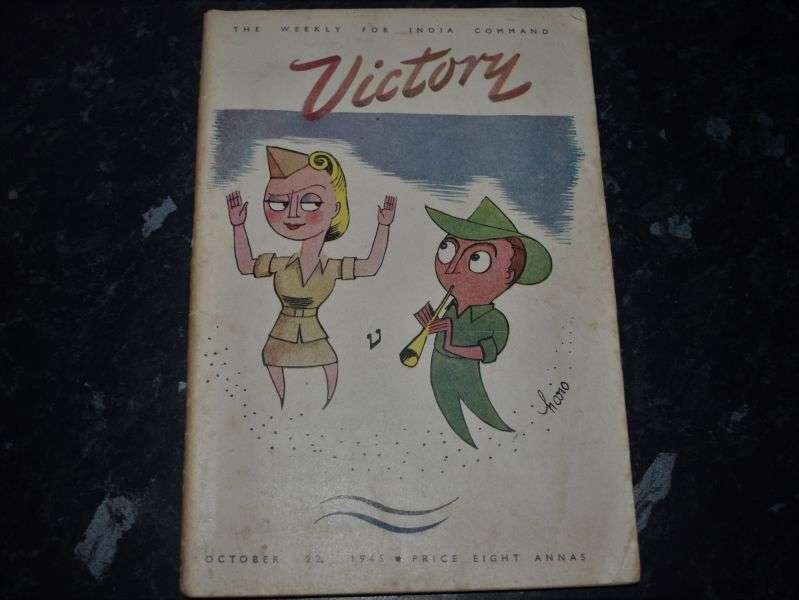 THE WEEKLY FOR INDIA COMMAND
Victory
OCTOBER 22, 1945 ★ PRICE EIGHT ANNAS